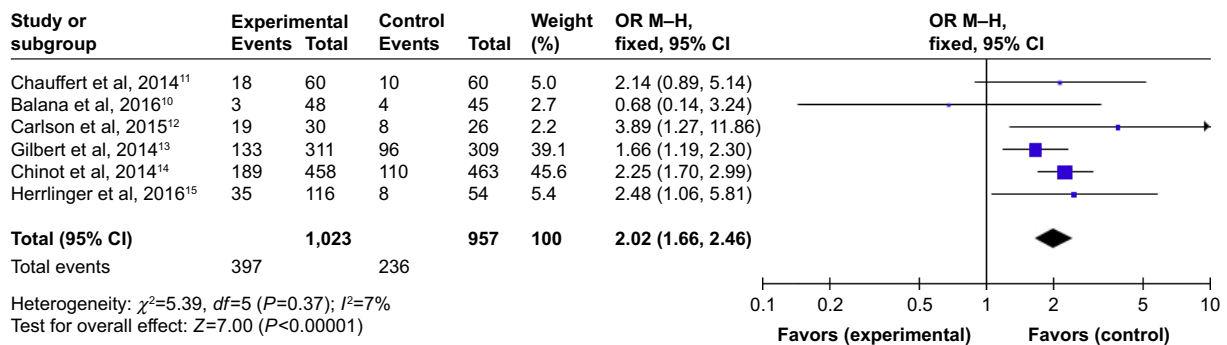 Study or subgroup Experimental Events Total Control Events Total Weight (%) OR M–H, fixed, 95% CI OR M–H, fixed, 95% CI
Chauffert et al, 2014¹¹ 18 60 10 60 5.0 2.14 (0.89, 5.14)
Balana et al, 2016¹⁰ 3 48 4 45 2.7 0.68 (0.14, 3.24)
Carlson et al, 2015¹² 19 30 8 26 2.2 3.89 (1.27, 11.86)
Gilbert et al, 2014¹³ 133 311 96 309 39.1 1.66 (1.19, 2.30)
Chinot et al, 2014¹⁴ 189 458 110 463 45.6 2.25 (1.70, 2.99)
Herrlinger et al, 2016¹⁵ 35 116 8 54 5.4 2.48 (1.06, 5.81)
Total (95% CI) 1,023 957 100 2.02 (1.66, 2.46)
Total events 397 236
Heterogeneity: χ²=5.39, df=5 (P=0.37); I²=7%
Test for overall effect: Z=7.00 (P<0.00001)
0.1 0.2 0.5 1 2 5 10
Favors (experimental) Favors (control)